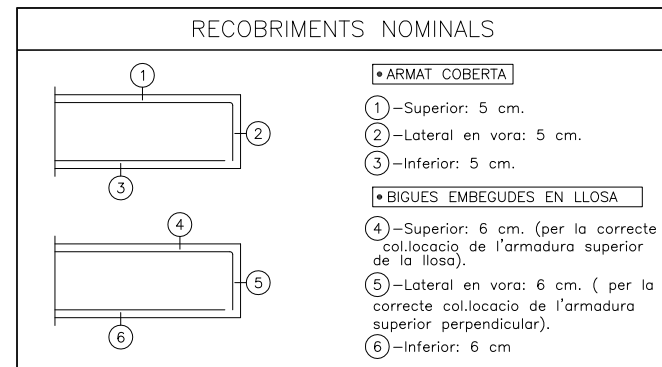 RECOBRIMENTS NOMINALS
1
2
3
• ARMAT COBERTA
1 -Superior: 5 cm.
2 -Lateral en vora: 5 cm.
3 -Inferior: 5 cm.
4
5
6
• BIGUES EMBEGUDES EN LLOSA
4 -Superior: 6 cm. (per la correcte
col.locacio de l'armadura superior
de la llosa).
5 -Lateral en vora: 6 cm. ( per la
correcte col.locacio de l'armadura
superior perpendicular).
6 -Inferior: 6 cm